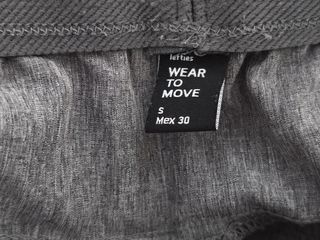 lefties
WEAR
TO
MOVE
S
Mex 30